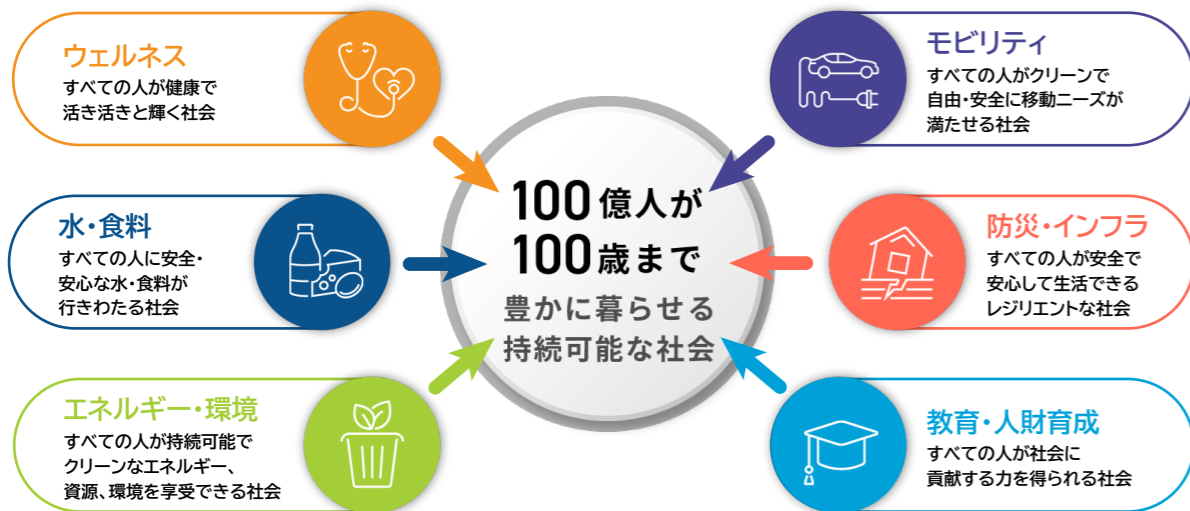 ウェルネス
すべての人が健康で
活き活きと輝く社会
水・食料
すべての人に安全・
安心な水・食料が
行きわたる社会
エネルギー・環境
すべての人が持続可能で
クリーンなエネルギー、
資源、環境を享受できる社会
100億人が
100歳まで
豊かに暮らせる
持続可能な社会
モビリティ
すべての人がクリーンで
自由・安全に移動ニーズが
満たせる社会
防災・インフラ
すべての人が安全で
安心して生活できる
レジリエントな社会
教育・人財育成
すべての人が社会に
貢献する力を得られる社会